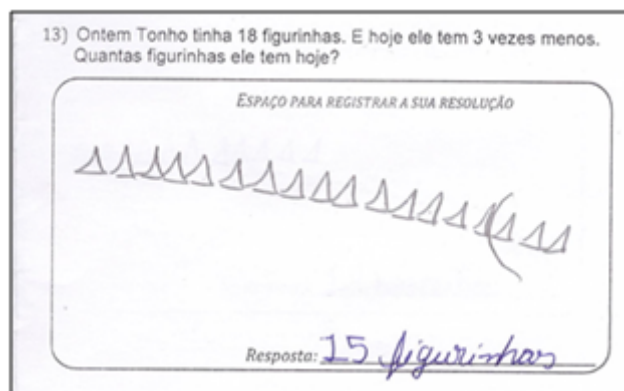 13) Ontem Tonho tinha 18 figurinhas. E hoje ele tem 3 vezes menos.
Quantas figurinhas ele tem hoje?
ESPAÇO PARA REGISTRAR A SUA RESOLUÇÃO
Resposta: 15 figurinhas